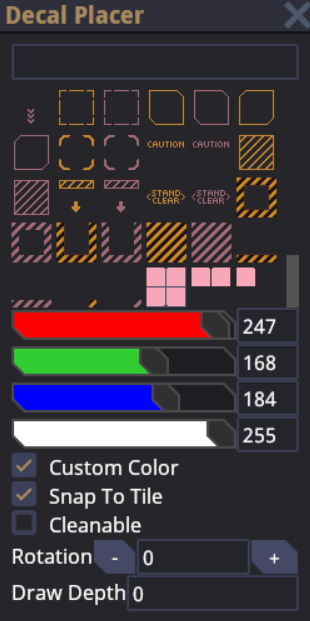 Decal Placer
CAUTION CAUTION
STAND CLEAR STAND CLEAR
247
168
184
255
Custom Color
Snap To Tile
Cleanable
Rotation - 0 +
Draw Depth 0